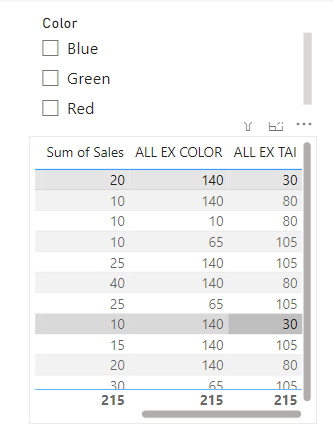 Color
Blue
Green
Red
Sum of Sales ALL EX COLOR ALL EX TAI
20 140 30
10 140 80
10 10 80
10 65 105
25 140 105
40 140 80
25 65 105
10 140 30
15 140 105
20 140 80
30 65 105
215 215 215